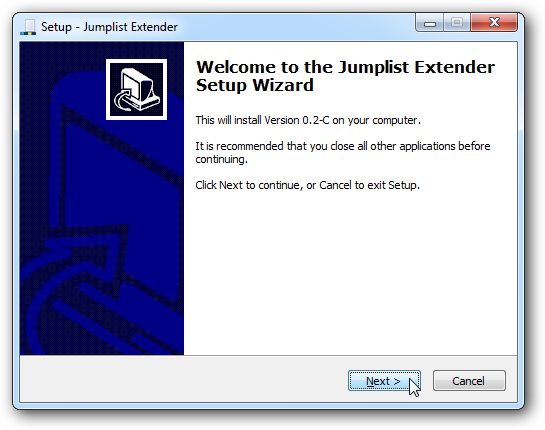 Setup - Jumplist Extender
Welcome to the Jumplist Extender
Setup Wizard
This will install Version 0.2-C on your computer.
It is recommended that you close all other applications before
continuing.
Click Next to continue, or Cancel to exit Setup.
Next >
Cancel